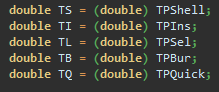 double TS = (double) TPShell;
double TI = (double) TPIns;
double TL = (double) TPSel;
double TB = (double) TPBur;
double TQ = (double) TPQuick;